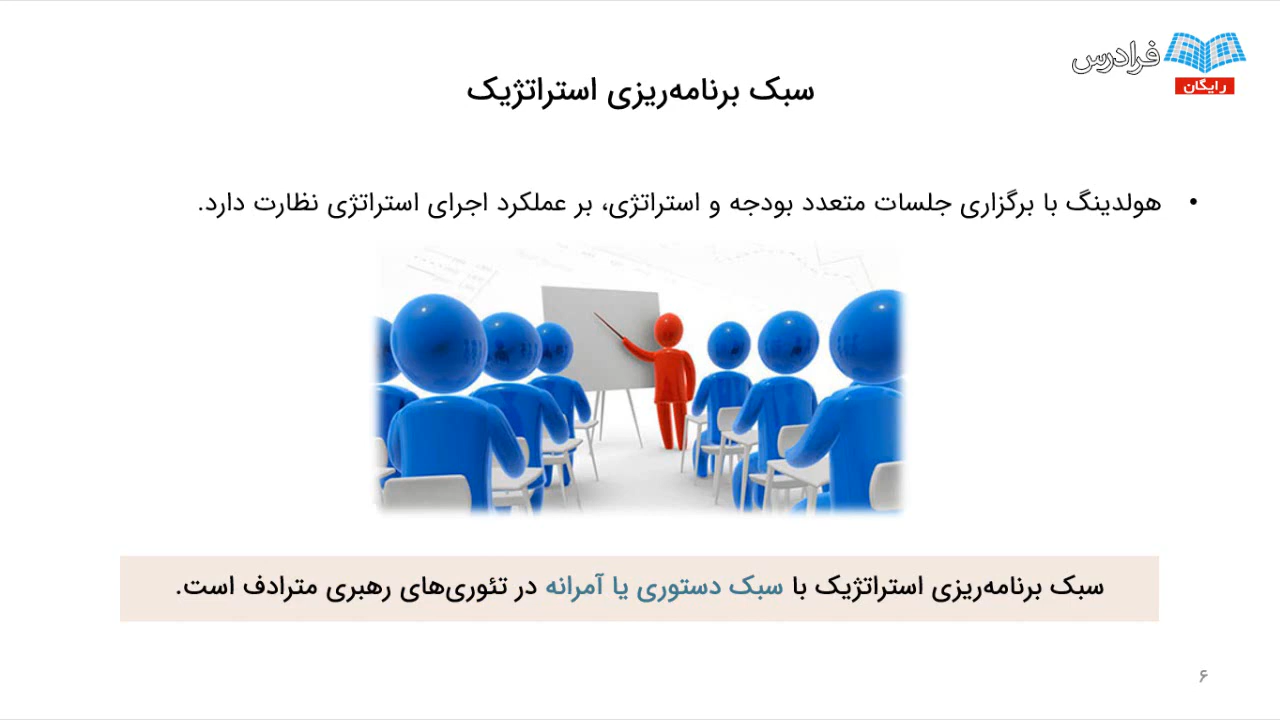 فرادرس
رایگان
سبک برنامه‌ریزی استراتژیک
• هولدینگ با برگزاری جلسات متعدد بودجه و استراتژی، بر عملکرد اجرای استراتژی نظارت دارد.
سبک برنامه‌ریزی استراتژیک با سبک دستوری یا آمرانه در تئوری‌های رهبری مترادف است.
۶